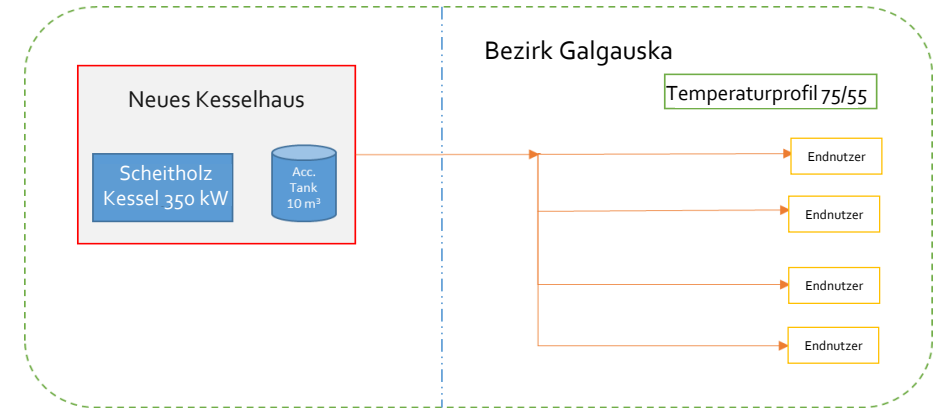 Bezirk Galgauska
Temperaturprofil 75/55
Neues Kesselhaus
Scheitholz
Kessel 350 kW
Acc.
Tank
10 m³
Endnutzer
Endnutzer
Endnutzer
Endnutzer